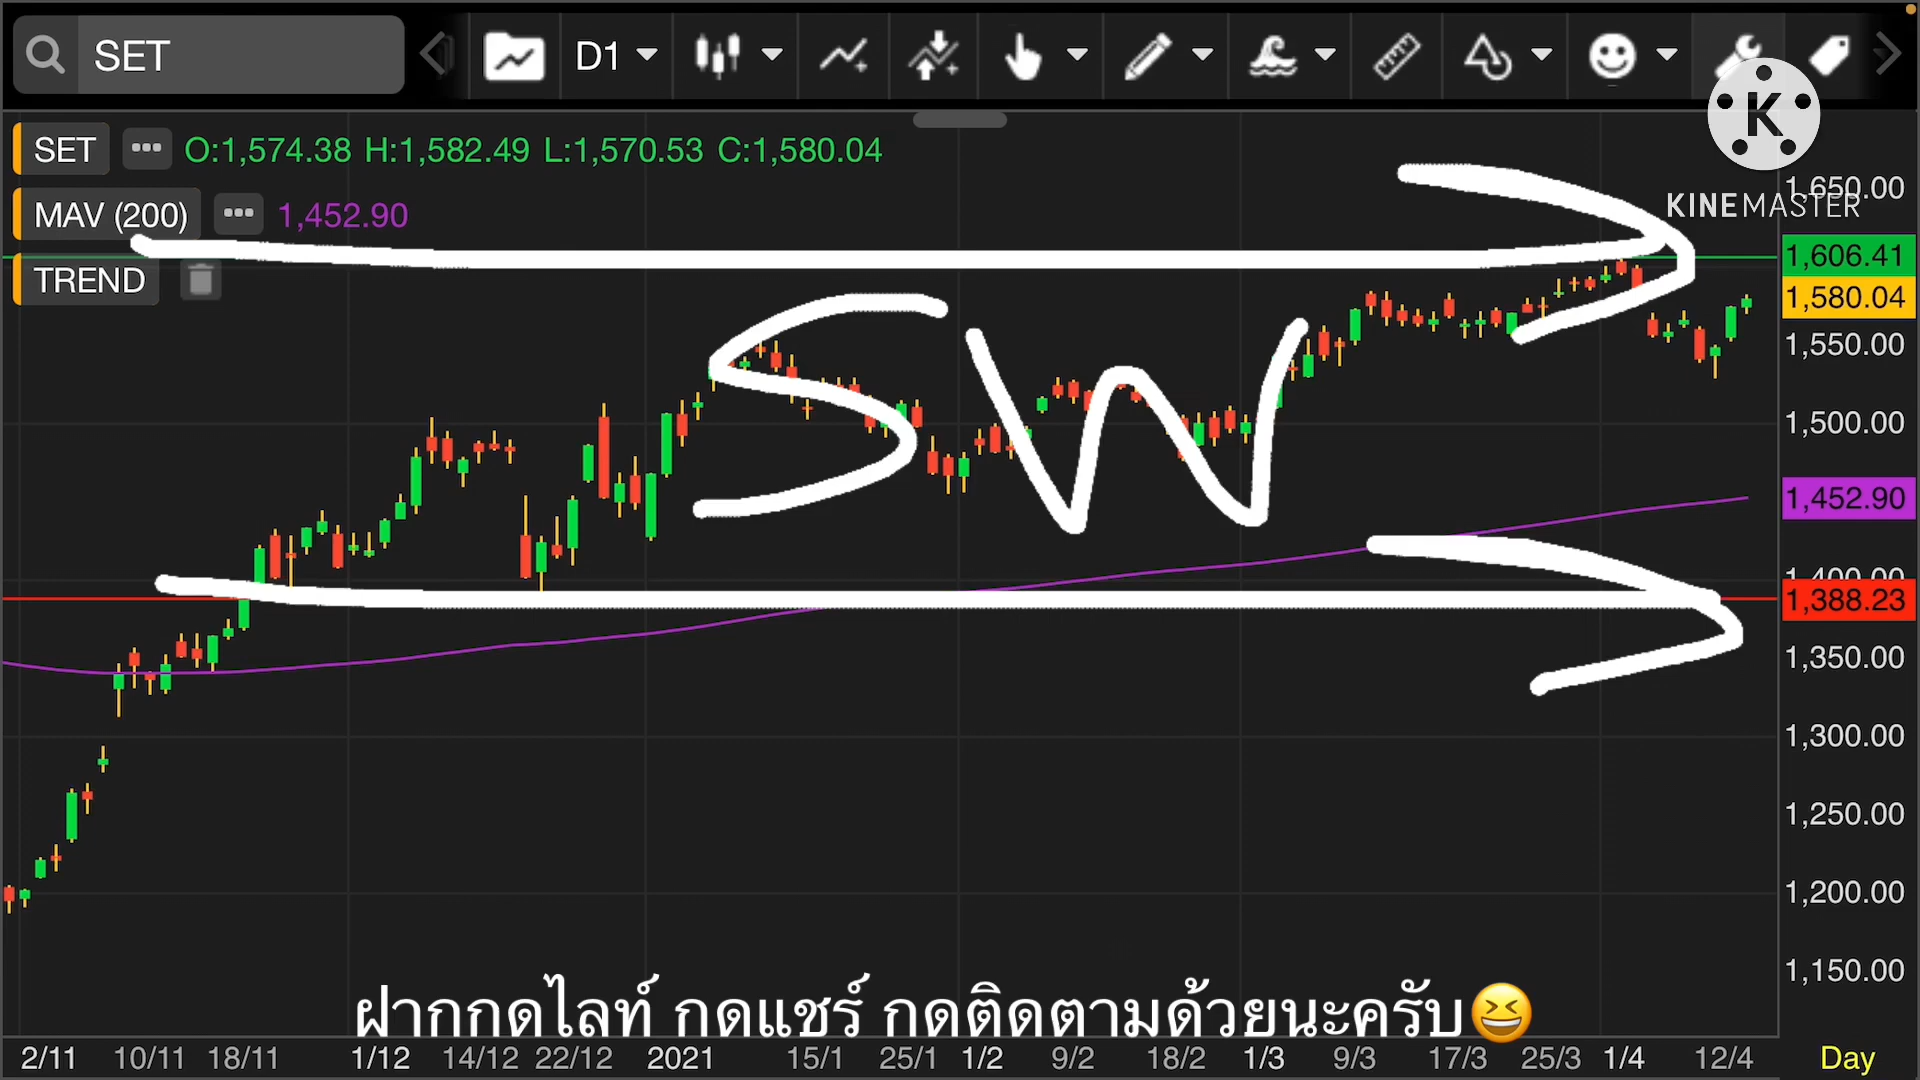 SET D1
K
SET O:1,574.38 H:1,582.49 L:1,570.53 C:1,580.04
1,650.00
MAV (200) 1,452.90
KINEMASTER
1,606.41
TREND
1,580.04
1,550.00
SW
1,500.00
1,452.90
1,400.00
1,388.23
1,350.00
1,300.00
1,250.00
1,200.00
1,150.00
ฝากกดไลท์ กดแชร์ กดติดตามด้วยนะครับ😆
2/11 10/11 18/11 1/12 14/12 22/12 2021 15/1 25/1 1/2 9/2 18/2 1/3 9/3 17/3 25/3 1/4 12/4 Day